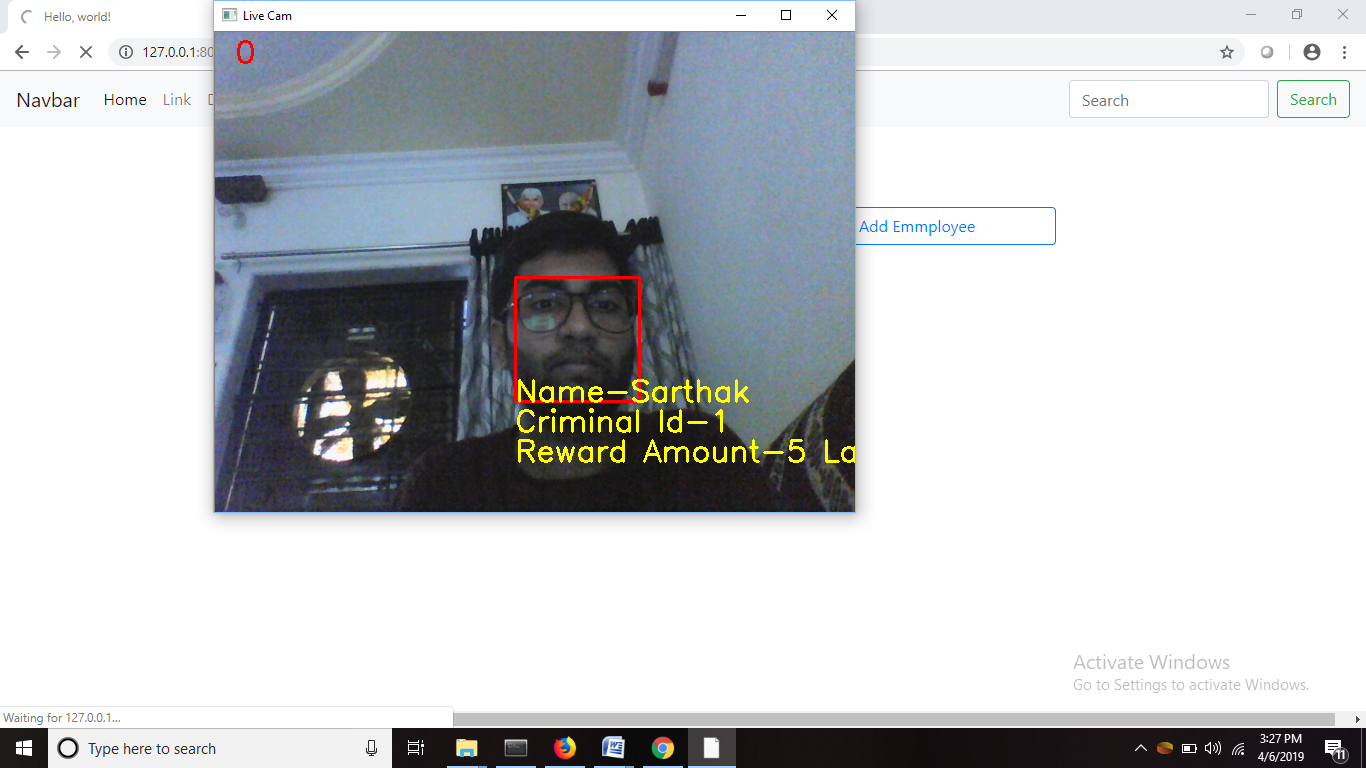 Hello, world!
Live Cam
127.0.0.1:80
Navbar
Home
Link
Search
Search
0
Add Emmployee
Name-Sarthak
Criminal Id-1
Reward Amount-5 La
Activate Windows
Go to Settings to activate Windows.
Waiting for 127.0.0.1...
Type here to search
3:27 PM
4/6/2019
11